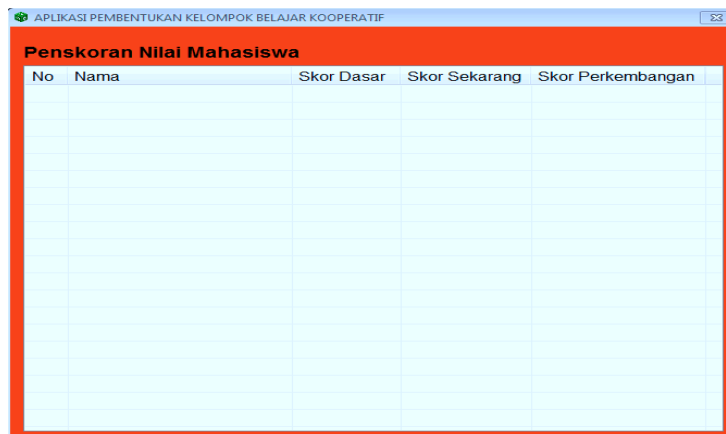 APLIKASI PEMBENTUKAN KELOMPOK BELAJAR KOOPERATIF
Penskoran Nilai Mahasiswa
No Nama Skor Dasar Skor Sekarang Skor Perkembangan